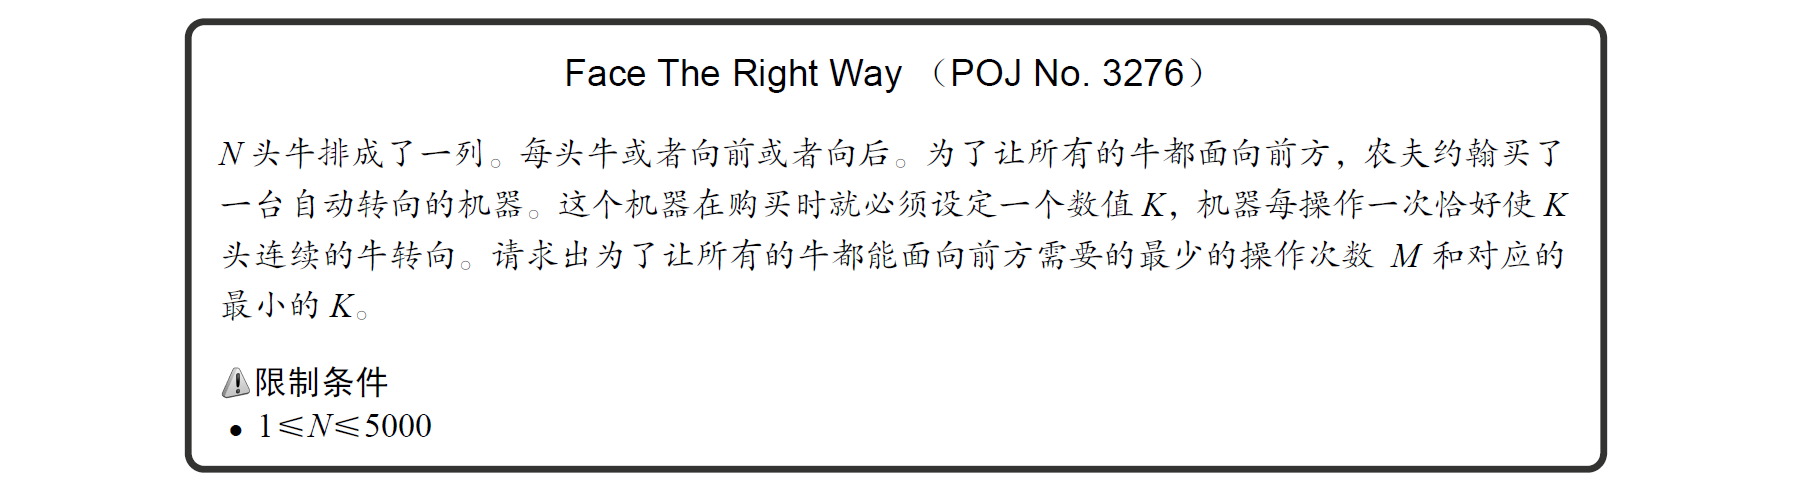 Face The Right Way （POJ No. 3276）
N 头牛排成了一列。每头牛或者向前或者向后。为了让所有的牛都面向前方，农夫约翰买了
一台自动转向的机器。这个机器在购买时就必须设定一个数值 K，机器每操作一次恰好使 K
头连续的牛转向。请求出为了让所有的牛都能面向前方需要的最少的操作次数 M 和对应的
最小的 K。
限制条件
● 1≤N≤5000